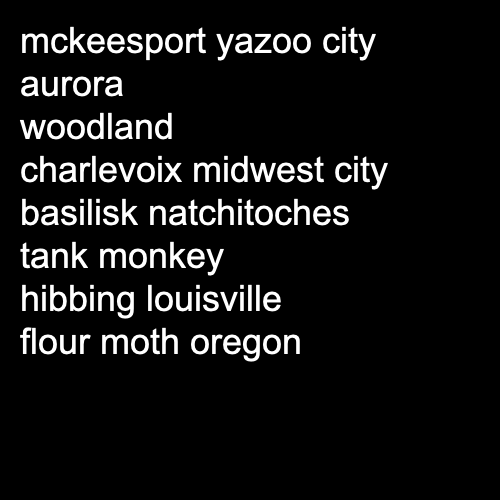 mckeesport yazoo city
aurora
woodland
charlevoix midwest city
basilisk natchitoches
tank monkey
hibbing louisville
flour moth oregon